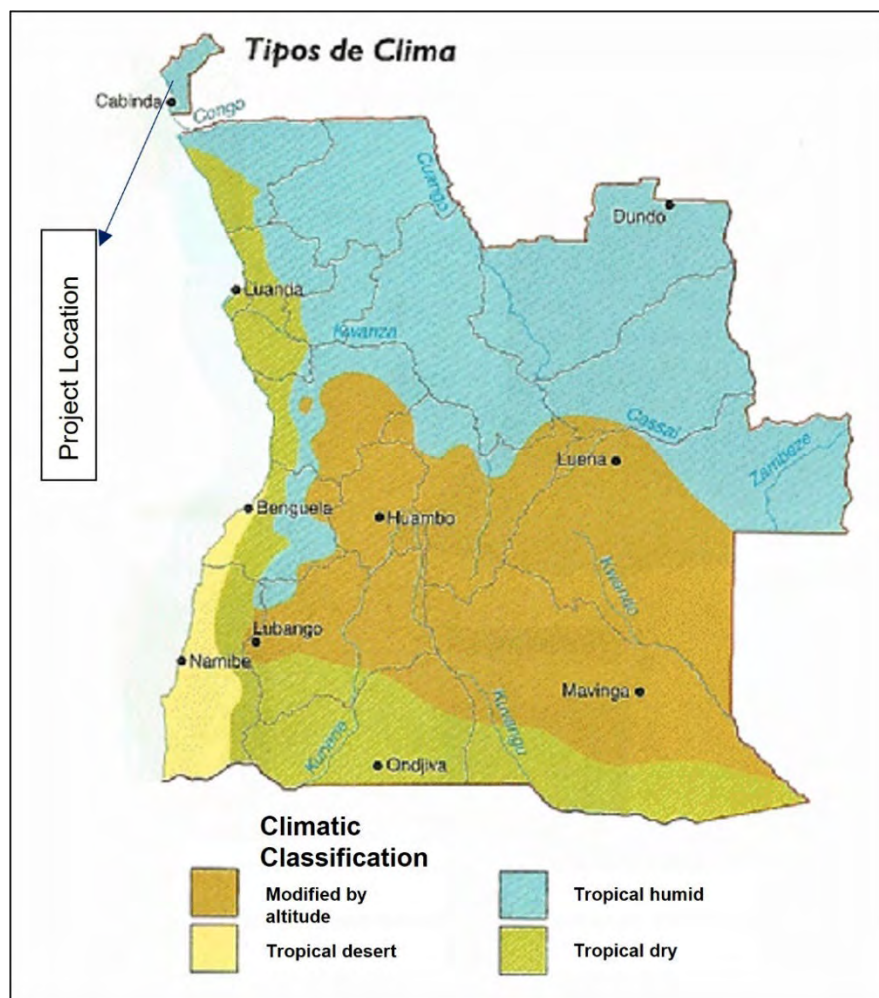 Tipos de Clima
Cabinda
Congo
Cuango
Dundo
Project Location
Luanda
Kwanza
Cassai
Zambeze
Luena
Benguela
Huambo
Kwando
Lubango
Namibe
Mavinga
Kuvangu
Kunene
Ondjiva
Climatic
Classification
Modified by
altitude
Tropical humid
Tropical desert
Tropical dry